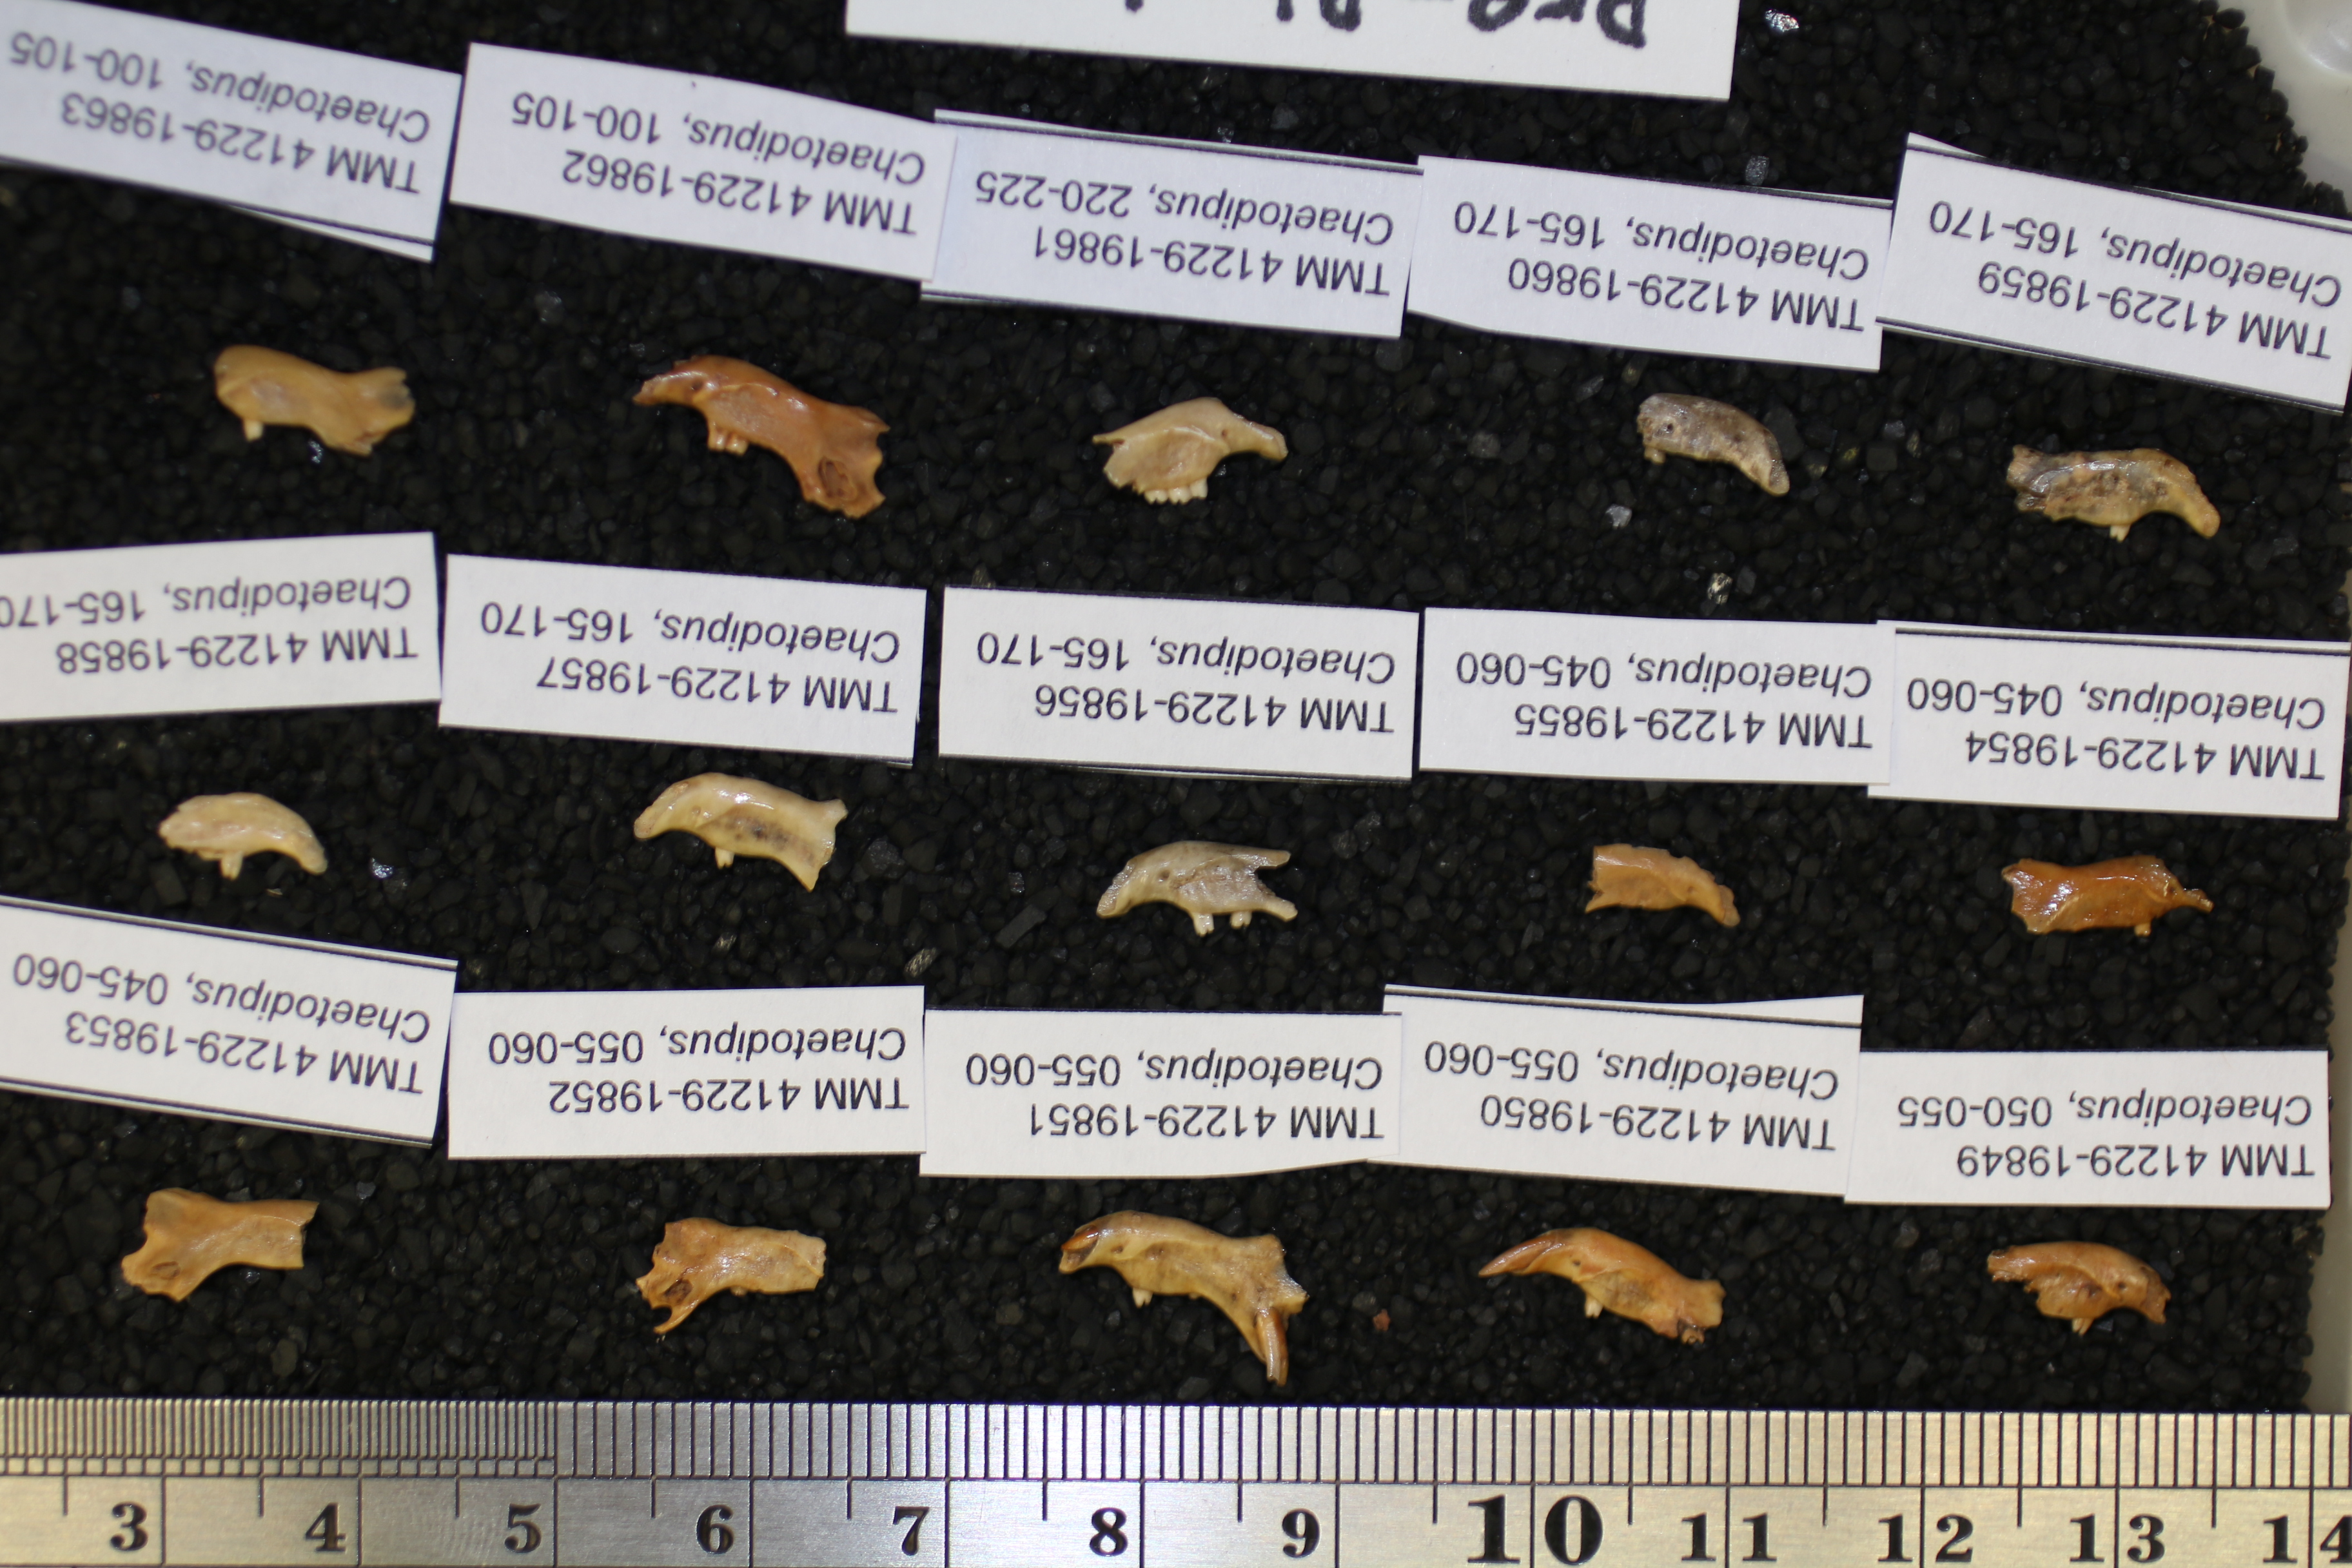 TMM 41229-19863
Chaetodipus, 100-105
TMM 41229-19862
Chaetodipus, 100-105
TMM 41229-19861
Chaetodipus, 220-225
TMM 41229-19860
Chaetodipus, 165-170
TMM 41229-19859
Chaetodipus, 165-170
TMM 41229-19858
Chaetodipus, 165-170
TMM 41229-19857
Chaetodipus, 165-170
TMM 41229-19856
Chaetodipus, 165-170
TMM 41229-19855
Chaetodipus, 045-060
TMM 41229-19854
Chaetodipus, 045-060
TMM 41229-19853
Chaetodipus, 045-060
TMM 41229-19852
Chaetodipus, 055-060
TMM 41229-19851
Chaetodipus, 055-060
TMM 41229-19850
Chaetodipus, 055-060
TMM 41229-19849
Chaetodipus, 050-055
3 4 5 6 7 8 9 10 11 12 13 14